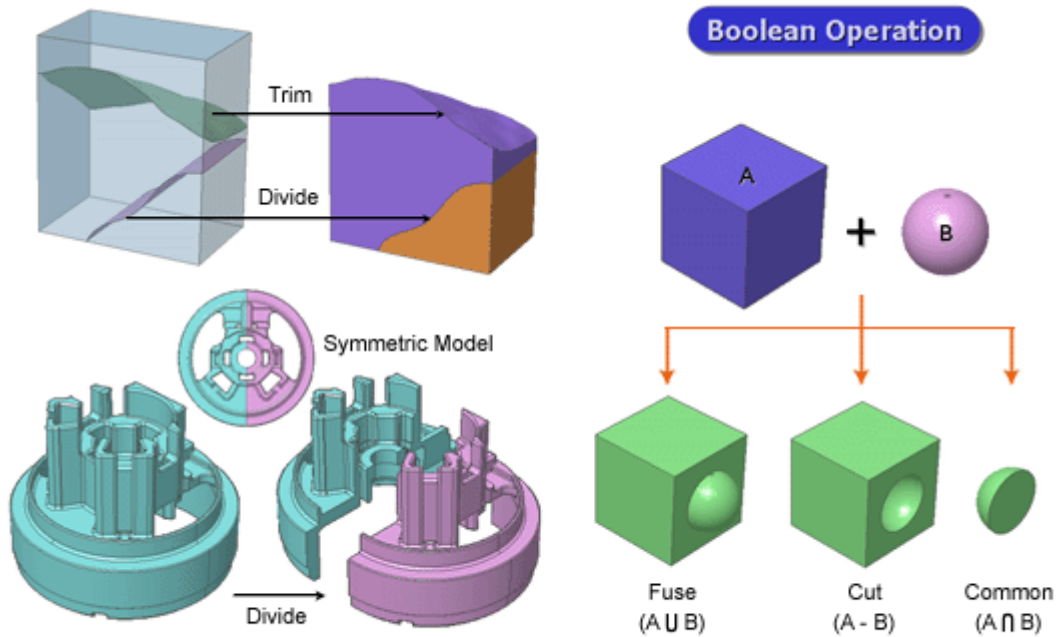 Boolean Operation
Trim
Divide
A
+
B
Symmetric Model
Divide
Fuse
(A U B)
Cut
(A - B)
Common
(A ∩ B)